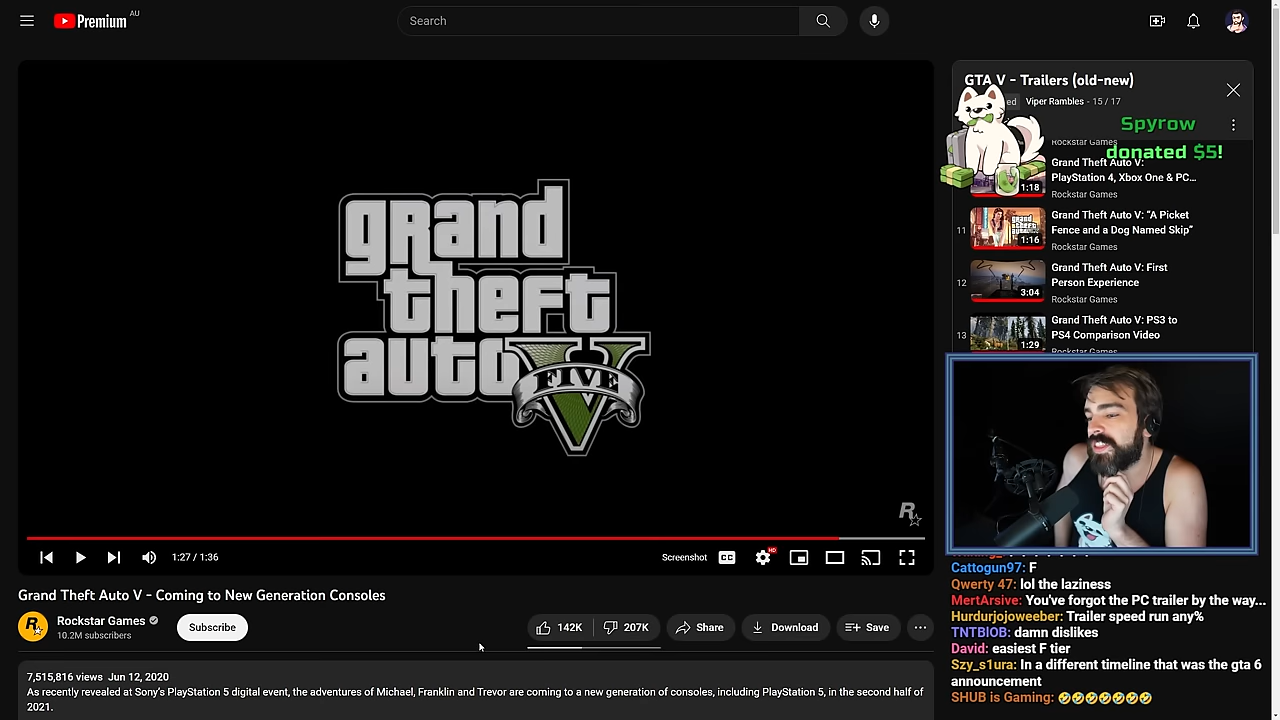 Premium AU
Search
grand
theft
auto V
FIVE
1:27 / 1:36
Screenshot
HD
Grand Theft Auto V - Coming to New Generation Consoles
Rockstar Games
10.2M subscribers
Subscribe
142K
207K
Share
Download
Save
7,515,816 views Jun 12, 2020
As recently revealed at Sony's PlayStation 5 digital event, the adventures of Michael, Franklin and Trevor are coming to a new generation of consoles, including PlayStation 5, in the second half of
2021.
GTA V - Trailers (old-new)
Viper Rambles - 15 / 17
Spyrow
donated $5!
Rockstar Games
Grand Theft Auto V:
PlayStation 4, Xbox One & PC...
1:18
Rockstar Games
11
Grand Theft Auto V: "A Picket
Fence and a Dog Named Skip"
1:16
Rockstar Games
12
Grand Theft Auto V: First
Person Experience
3:04
Rockstar Games
13
Grand Theft Auto V: PS3 to
PS4 Comparison Video
1:29
Rockstar Games
Cattogun97: F
Qwerty 47: lol the laziness
MertArsive: You've forgot the PC trailer by the way...
Hurdurjojoweeber: Trailer speed run any%
TNTBlOB: damn dislikes
David: easiest F tier
Szy_s1ura: In a different timeline that was the gta 6
announcement
SHUB is Gaming: 🤣🤣🤣🤣🤣🤣🤣